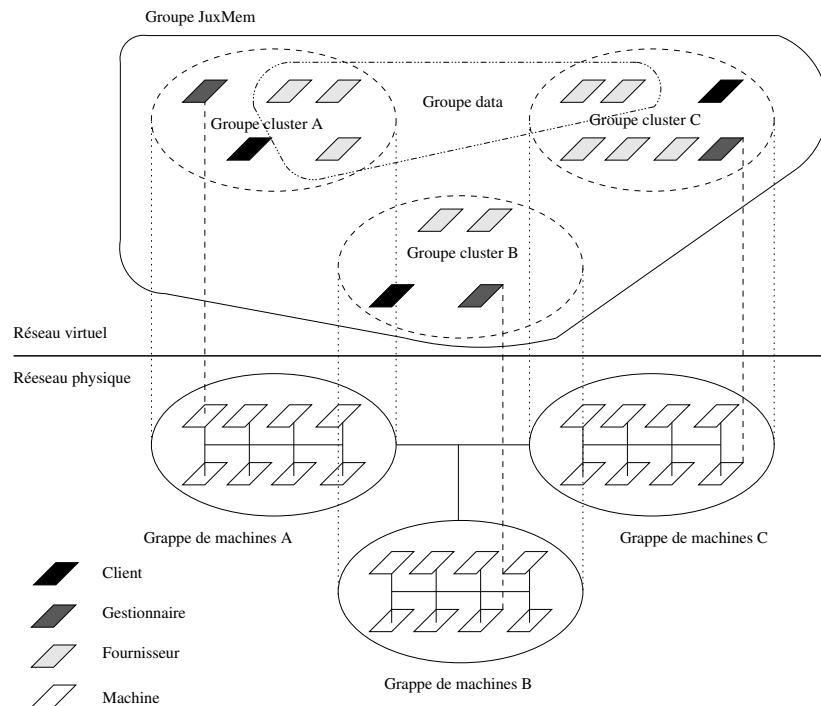 Groupe JuxMem
Groupe data
Groupe cluster A
Groupe cluster C
Groupe cluster B
Réseau virtuel
Réeseau physique
Grappe de machines A
Grappe de machines C
Client
Gestionnaire
Fournisseur
Grappe de machines B
Machine